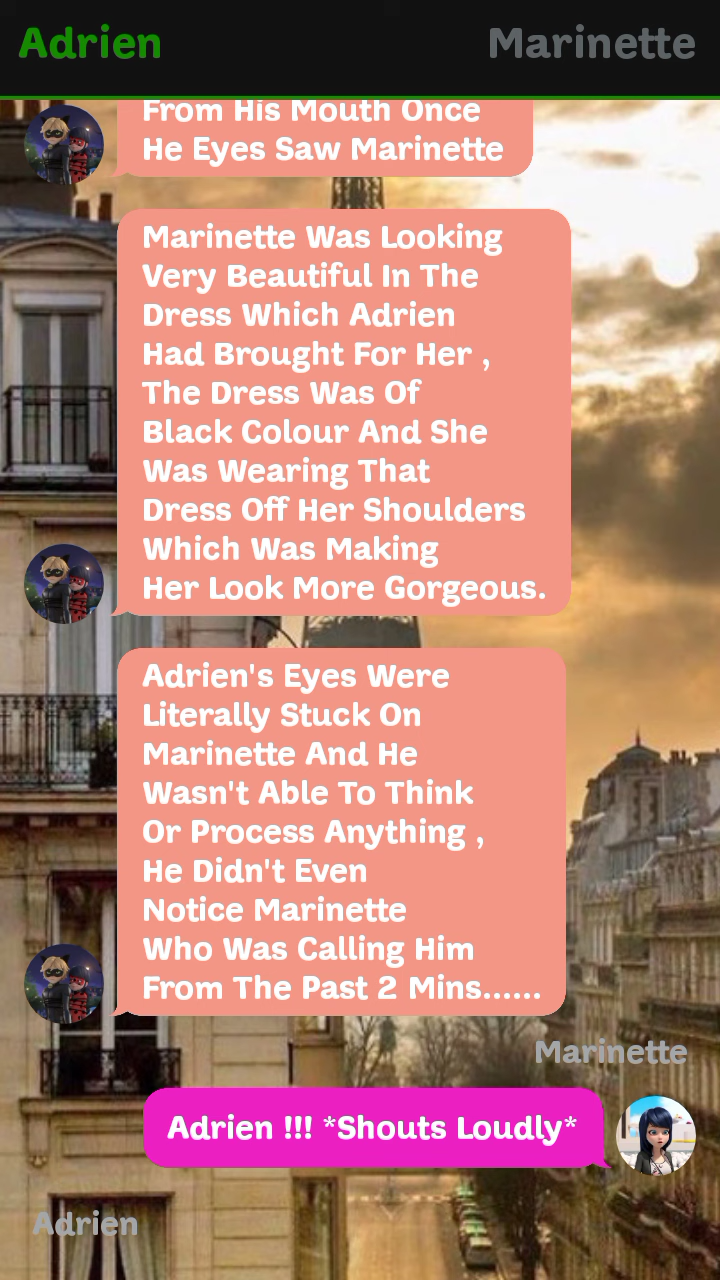 Adrien
Marinette
From His Mouth Once
He Eyes Saw Marinette
Marinette Was Looking
Very Beautiful In The
Dress Which Adrien
Had Brought For Her ,
The Dress Was Of
Black Colour And She
Was Wearing That
Dress Off Her Shoulders
Which Was Making
Her Look More Gorgeous.
Adrien's Eyes Were
Literally Stuck On
Marinette And He
Wasn't Able To Think
Or Process Anything ,
He Didn't Even
Notice Marinette
Who Was Calling Him
From The Past 2 Mins......
Marinette
Adrien !!! *Shouts Loudly*
Adrien